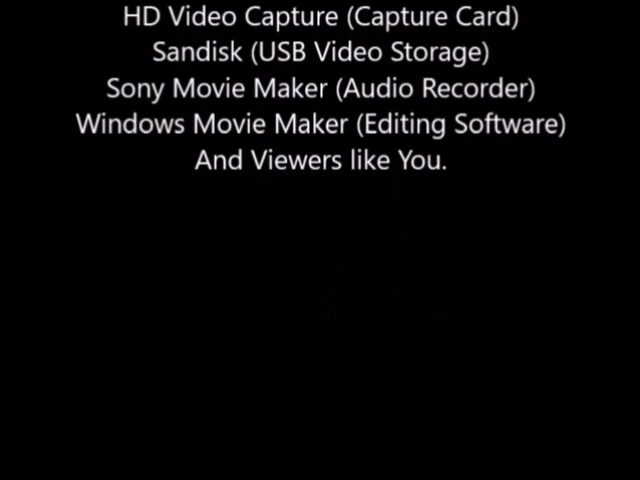 HD Video Capture (Capture Card)
Sandisk (USB Video Storage)
Sony Movie Maker (Audio Recorder)
Windows Movie Maker (Editing Software)
And Viewers like You.